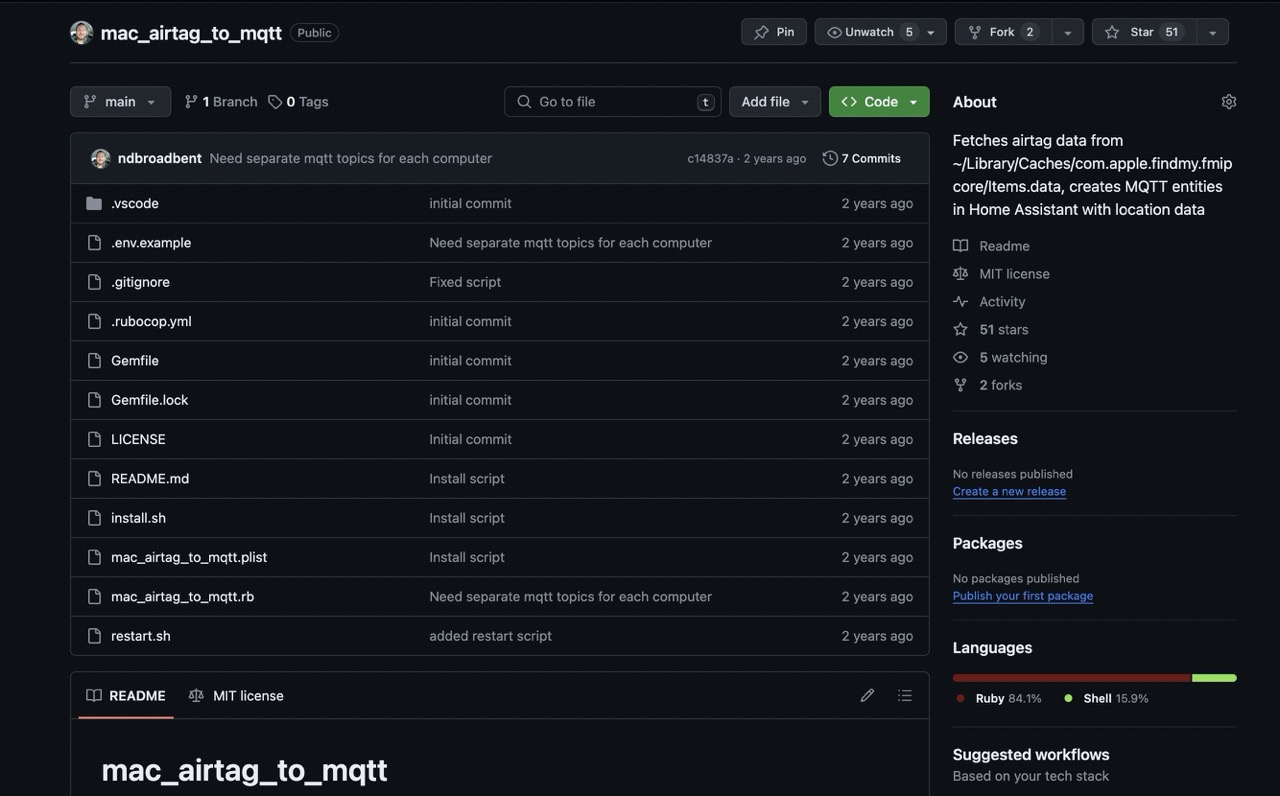 mac_airtag_to_mqtt Public Pin Unwatch 5 Fork 2 Star 51
main 1 Branch 0 Tags Go to file t Add file Code
ndbroadbent Need separate mqtt topics for each computer c14837a · 2 years ago 7 Commits
.vscode initial commit 2 years ago
.env.example Need separate mqtt topics for each computer 2 years ago
.gitignore Fixed script 2 years ago
.rubocop.yml initial commit 2 years ago
Gemfile initial commit 2 years ago
Gemfile.lock initial commit 2 years ago
LICENSE Initial commit 2 years ago
README.md Install script 2 years ago
install.sh Install script 2 years ago
mac_airtag_to_mqtt.plist Install script 2 years ago
mac_airtag_to_mqtt.rb Need separate mqtt topics for each computer 2 years ago
restart.sh added restart script 2 years ago
README MIT license
mac_airtag_to_mqtt
About
Fetches airtag data from
~/Library/Caches/com.apple.findmy.fmip
core/Items.data, creates MQTT entities
in Home Assistant with location data
Readme
MIT license
Activity
51 stars
5 watching
2 forks
Releases
No releases published
Create a new release
Packages
No packages published
Publish your first package
Languages
Ruby 84.1% Shell 15.9%
Suggested workflows
Based on your tech stack